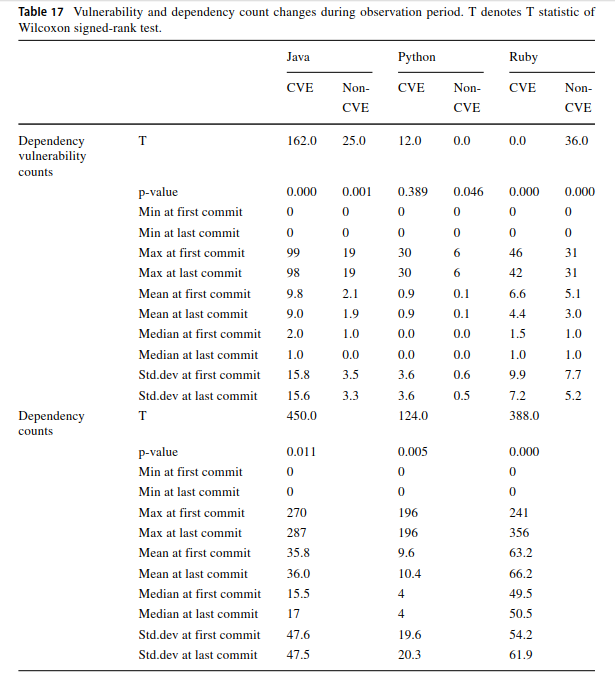 Table 17 Vulnerability and dependency count changes during observation period. T denotes T statistic of
Wilcoxon signed-rank test.
Java Python Ruby
CVE Non- CVE Non- CVE Non-
CVE CVE CVE
Dependency T 162.0 25.0 12.0 0.0 0.0 36.0
vulnerability
counts
p-value 0.000 0.001 0.389 0.046 0.000 0.000
Min at first commit 0 0 0 0 0 0
Min at last commit 0 0 0 0 0 0
Max at first commit 99 19 30 6 46 31
Max at last commit 98 19 30 6 42 31
Mean at first commit 9.8 2.1 0.9 0.1 6.6 5.1
Mean at last commit 9.0 1.9 0.9 0.1 4.4 3.0
Median at first commit 2.0 1.0 0.0 0.0 1.5 1.0
Median at last commit 1.0 0.0 0.0 0.0 1.0 1.0
Std.dev at first commit 15.8 3.5 3.6 0.6 9.9 7.7
Std.dev at last commit 15.6 3.3 3.6 0.5 7.2 5.2
Dependency T 450.0 124.0 388.0
counts
p-value 0.011 0.005 0.000
Min at first commit 0 0 0
Min at last commit 0 0 0
Max at first commit 270 196 241
Max at last commit 287 196 356
Mean at first commit 35.8 9.6 63.2
Mean at last commit 36.0 10.4 66.2
Median at first commit 15.5 4 49.5
Median at last commit 17 4 50.5
Std.dev at first commit 47.6 19.6 54.2
Std.dev at last commit 47.5 20.3 61.9